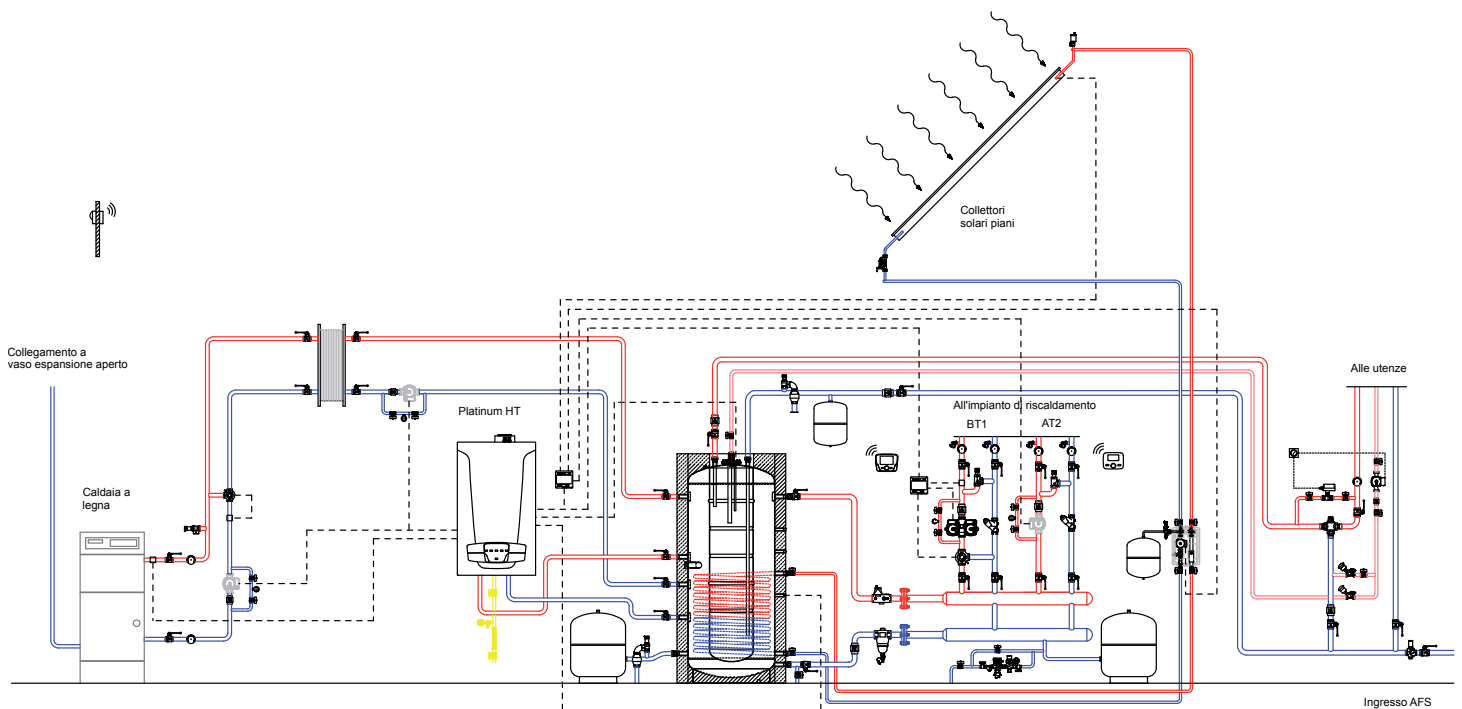 Collettori
solari piani
Collegamento a
vaso espansione aperto
Alle utenze
Platinum HT
All'impianto di riscaldamento
BT1
AT2
Caldaia a
legna
Ingresso AFS